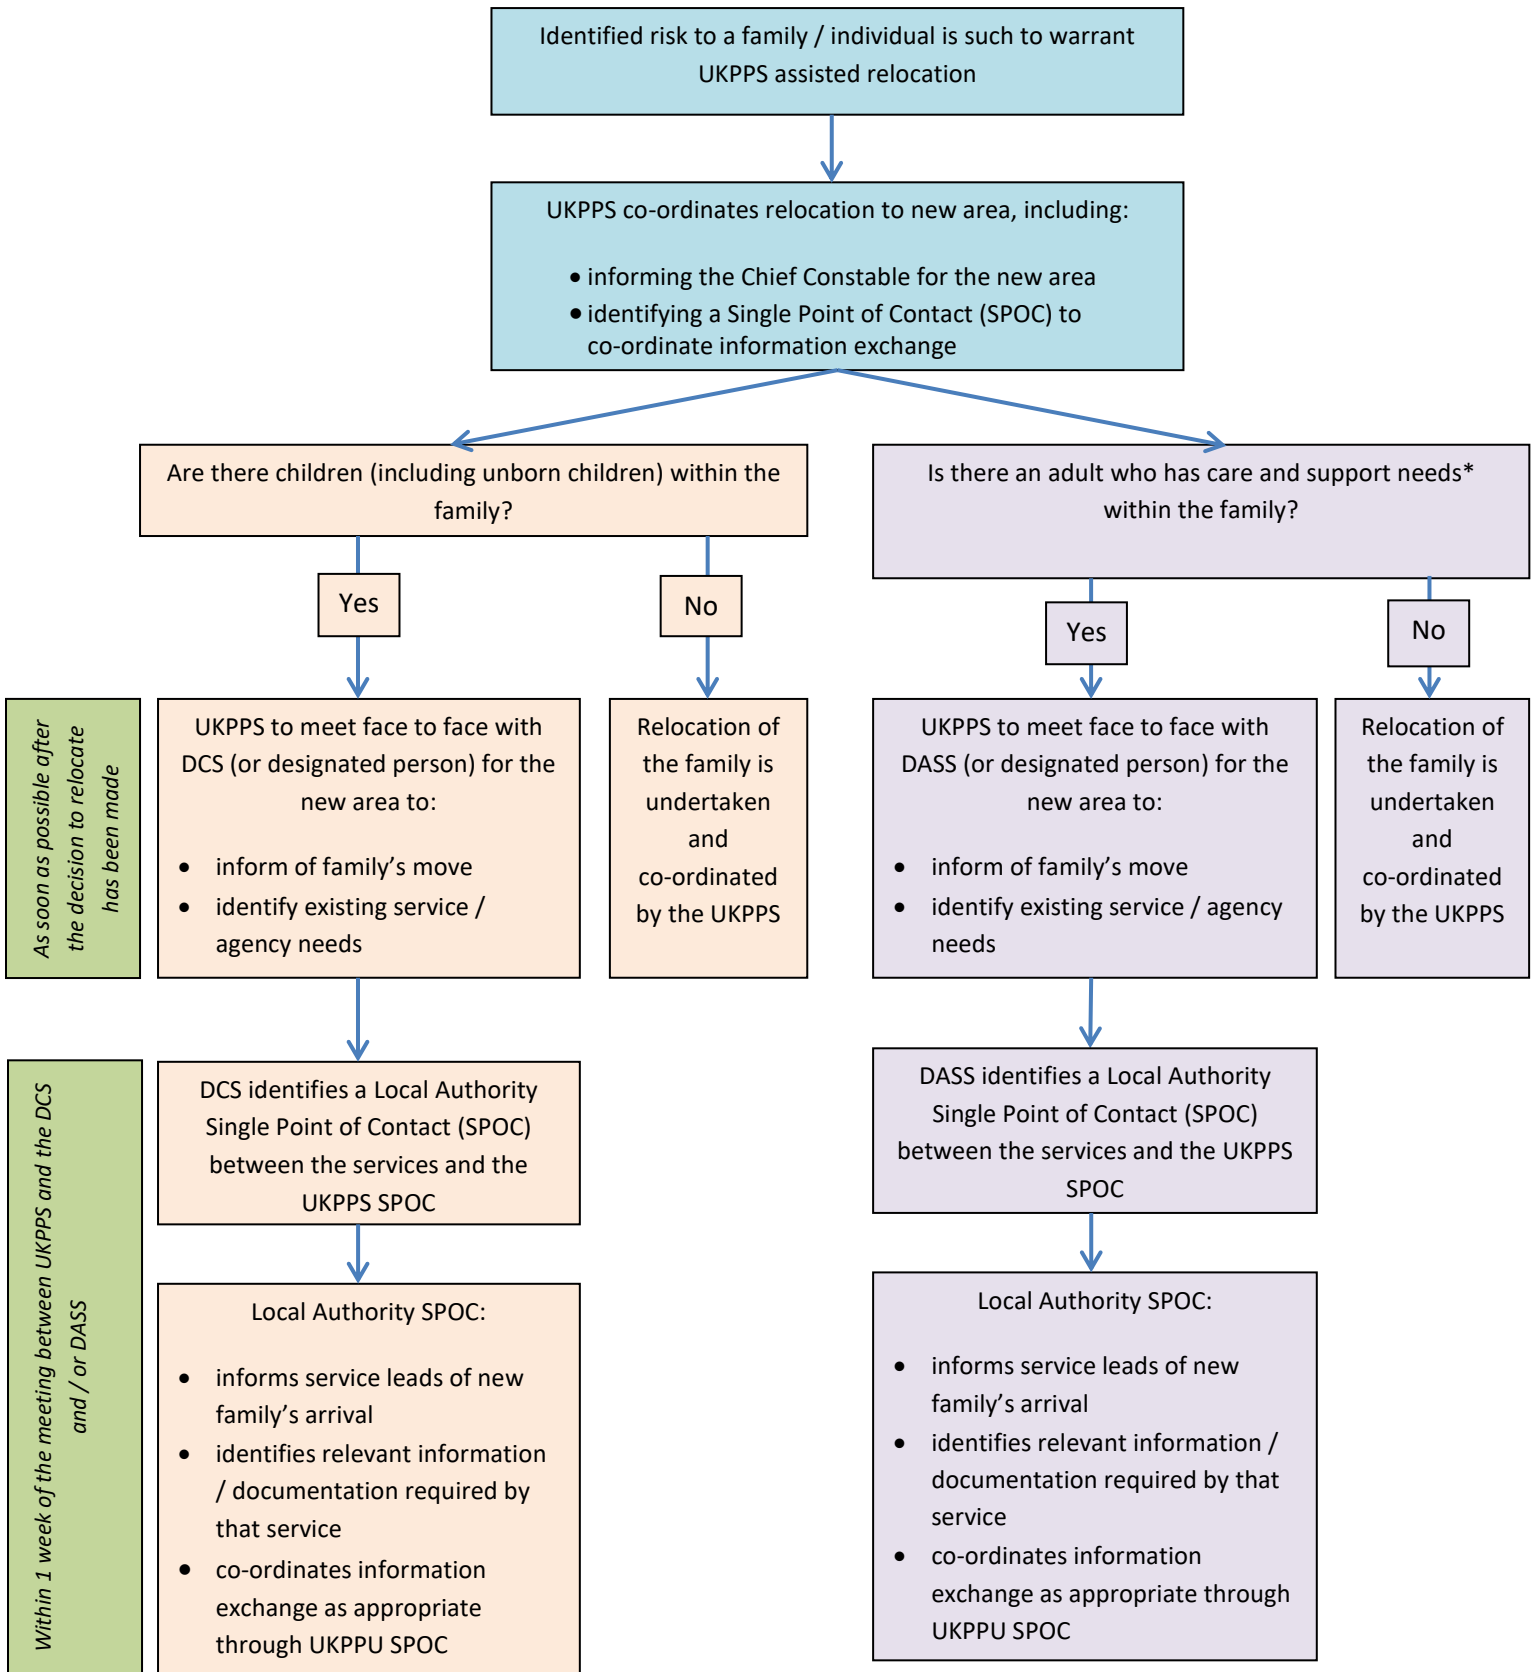 Identified risk to a family / individual is such to warrant
UKPPS assisted relocation
UKPPS co-ordinates relocation to new area, including:
• informing the Chief Constable for the new area
• identifying a Single Point of Contact (SPOC) to
co-ordinate information exchange
Are there children (including unborn children) within the
family?
Is there an adult who has care and support needs*
within the family?
Yes
No
Yes
No
As soon as possible after
the decision to relocate
has been made
UKPPS to meet face to face with
DCS (or designated person) for the
new area to:
• inform of family’s move
• identify existing service /
agency needs
Relocation of
the family is
undertaken
and
co-ordinated
by the UKPPS
UKPPS to meet face to face with
DASS (or designated person) for the
new area to:
• inform of family’s move
• identify existing service / agency
needs
Relocation of
the family is
undertaken
and
co-ordinated
by the UKPPS
Within 1 week of the meeting between UKPPS and the DCS
and / or DASS
DCS identifies a Local Authority
Single Point of Contact (SPOC)
between the services and the
UKPPS SPOC
DASS identifies a Local Authority
Single Point of Contact (SPOC)
between the services and the UKPPS
SPOC
Local Authority SPOC:
• informs service leads of new
family’s arrival
• identifies relevant information
/ documentation required by
that service
• co-ordinates information
exchange as appropriate
through UKPPU SPOC
Local Authority SPOC:
• informs service leads of new
family’s arrival
• identifies relevant information /
documentation required by that
service
• co-ordinates information
exchange as appropriate through
UKPPU SPOC